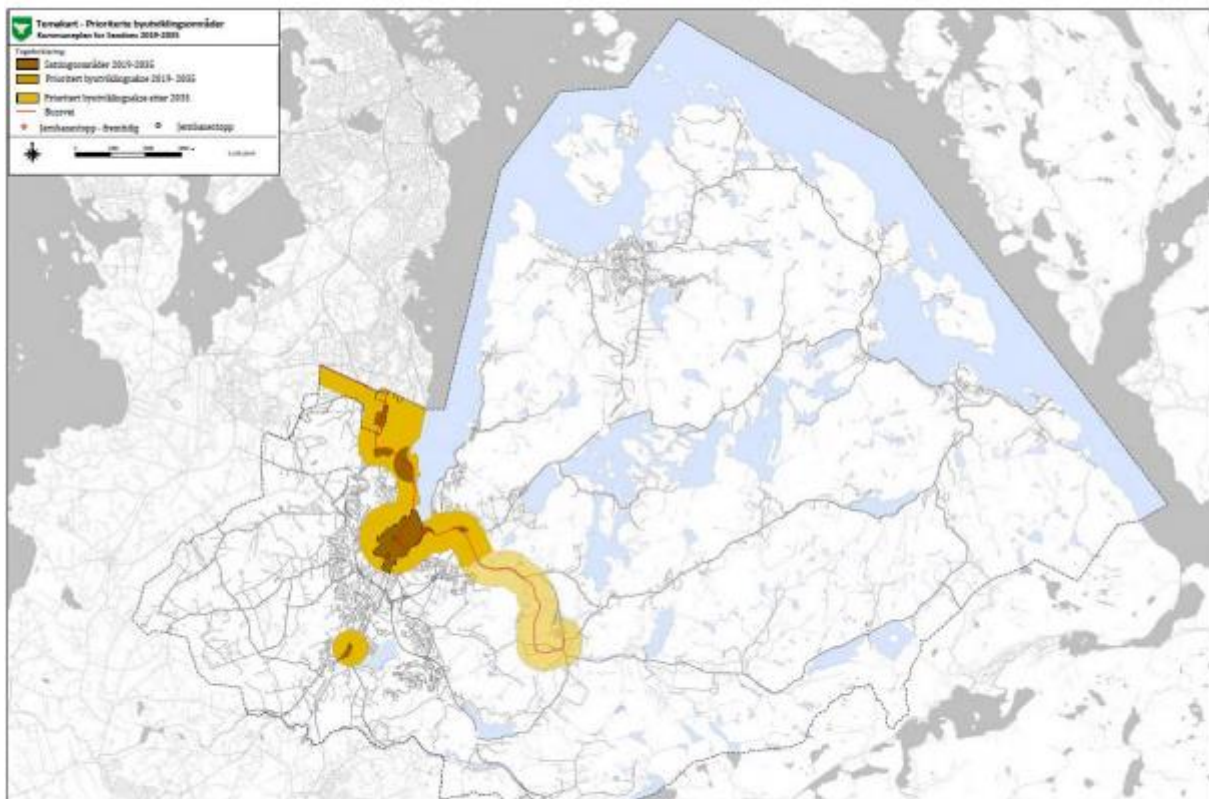 Temakart - Prioriterte byutviklingsområder
Kommuneplan for Sandnes 2019-2035
Tegnforklaring
Satsingsområder 2019-2035
Prioritert byutviklingsakse 2019- 2035
Prioritert byutviklingsakse etter 2035
Bussvei
Jernbanestopp - fremtidig
Jernbanestopp